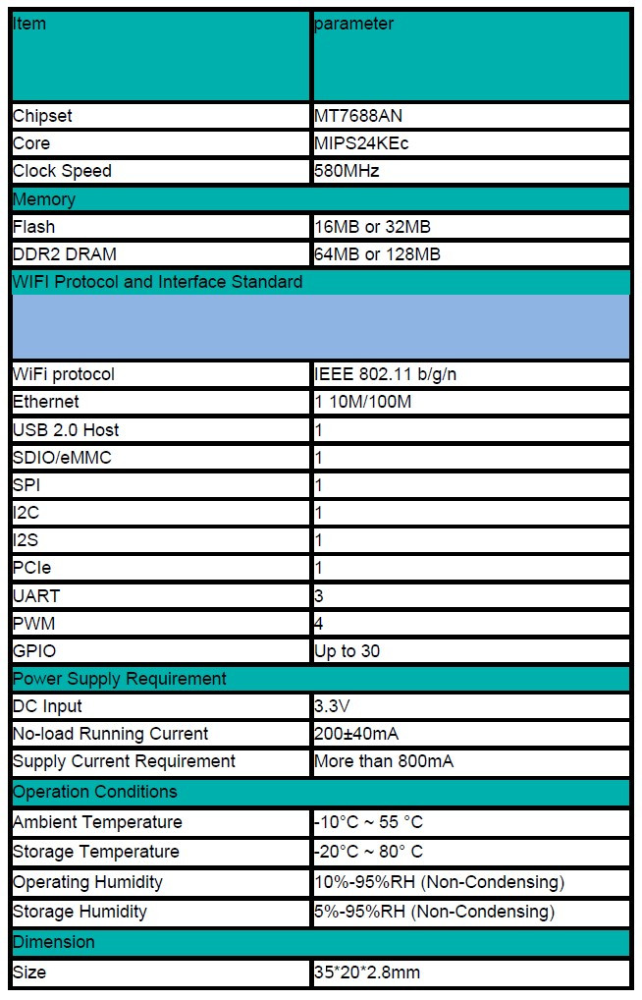 Item parameter
Chipset MT7688AN
Core MIPS24KEc
Clock Speed 580MHz
Memory
Flash 16MB or 32MB
DDR2 DRAM 64MB or 128MB
WIFI Protocol and Interface Standard
WiFi protocol IEEE 802.11 b/g/n
Ethernet 1 10M/100M
USB 2.0 Host 1
SDIO/eMMC 1
SPI 1
I2C 1
I2S 1
PCIe 1
UART 3
PWM 4
GPIO Up to 30
Power Supply Requirement
DC Input 3.3V
No-load Running Current 200±40mA
Supply Current Requirement More than 800mA
Operation Conditions
Ambient Temperature -10°C ~ 55 °C
Storage Temperature -20°C ~ 80° C
Operating Humidity 10%-95%RH (Non-Condensing)
Storage Humidity 5%-95%RH (Non-Condensing)
Dimension
Size 35*20*2.8mm